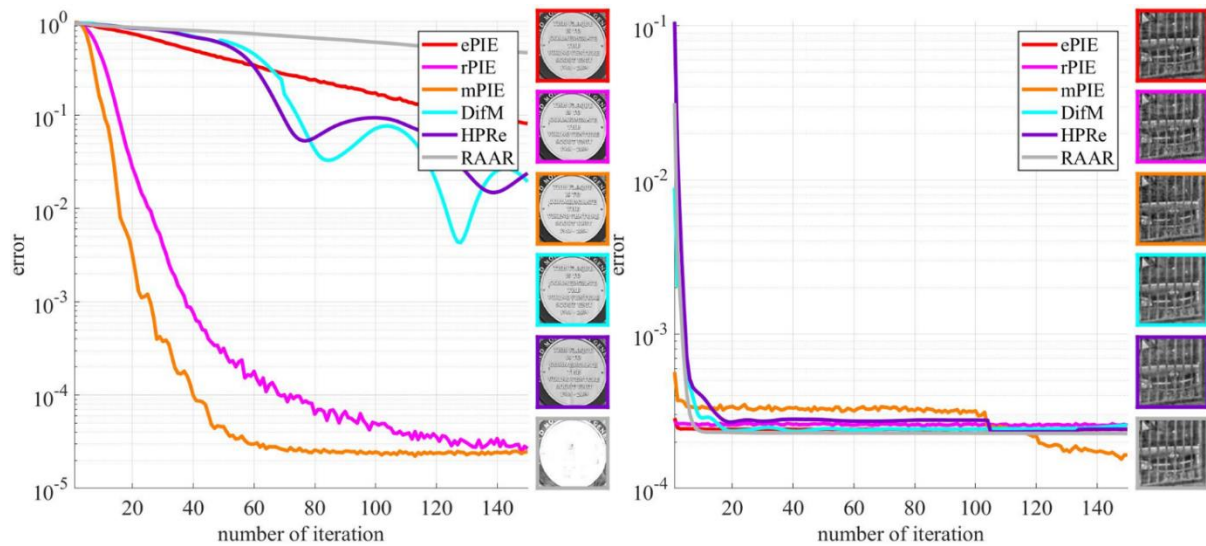 10^0
10^-1
10^-2
10^-3
10^-4
10^-5
error
20 40 60 80 100 120 140
number of iteration
ePIE
rPIE
mPIE
DifM
HPRe
RAAR
10^-1
10^-2
10^-3
10^-4
error
20 40 60 80 100 120 140
number of iteration
ePIE
rPIE
mPIE
DifM
HPRe
RAAR